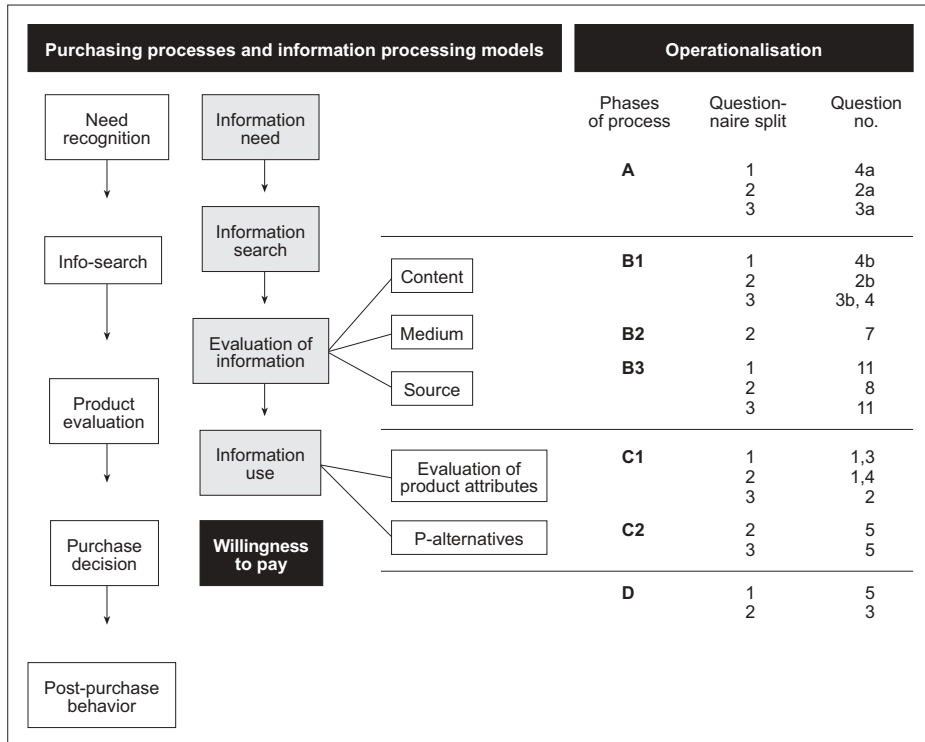 Purchasing processes and information processing models
Operationalisation
Need
recognition
Info-search
Product
evaluation
Purchase
decision
Post-purchase
behavior
Information
need
Information
search
Evaluation of
information
Information
use
Willingness
to pay
Content
Medium
Source
Evaluation of
product attributes
P-alternatives
Phases
of process
Question-
naire split
Question
no.
A
1 4a
2 2a
3 3a
B1
1 4b
2 2b
3 3b, 4
B2 2 7
B3
1 11
2 8
3 11
C1
1 1,3
2 1,4
3 2
C2
2 5
3 5
D
1 5
2 3